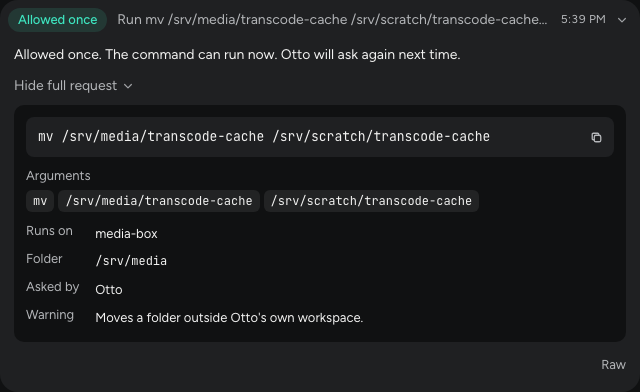 Allowed once Run mv /srv/media/transcode-cache /srv/scratch/transcode-cache... 5:39 PM
Allowed once. The command can run now. Otto will ask again next time.
Hide full request
mv /srv/media/transcode-cache /srv/scratch/transcode-cache
Arguments
mv /srv/media/transcode-cache /srv/scratch/transcode-cache
Runs on media-box
Folder /srv/media
Asked by Otto
Warning Moves a folder outside Otto's own workspace.
Raw